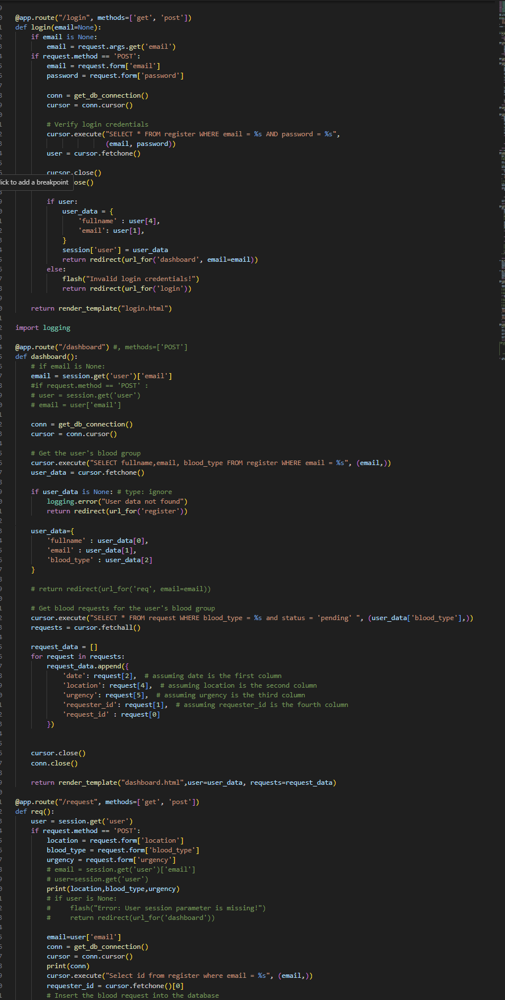 @app.route("/login", methods=['get', 'post'])
def login(email=None):
    if email is None:
        email = request.args.get('email')
    if request.method == 'POST':
        email = request.form['email']
        password = request.form['password']

        conn = get_db_connection()
        cursor = conn.cursor()

        # Verify login credentials
        cursor.execute("SELECT * FROM register WHERE email = %s AND password = %s",
                       (email, password))
        user = cursor.fetchone()

        cursor.close()
lick to add a breakpoint ose()

        if user:
            user_data = {
                'fullname' : user[4],
                'email': user[1],
            }
            session['user'] = user_data
            return redirect(url_for('dashboard', email=email))
        else:
            flash("Invalid login credentials!")
            return redirect(url_for('login'))

    return render_template("login.html")

import logging

@app.route("/dashboard") #, methods=['POST']
def dashboard():
    # if email is None:
    email = session.get('user')['email']
    #if request.method == 'POST' :
    # user = session.get('user')
    # email = user['email']

    conn = get_db_connection()
    cursor = conn.cursor()

    # Get the user's blood group
    cursor.execute("SELECT fullname,email, blood_type FROM register WHERE email = %s", (email,))
    user_data = cursor.fetchone()

    if user_data is None: # type: ignore
        logging.error("User data not found")
        return redirect(url_for('register'))

    user_data={
        'fullname' : user_data[0],
        'email' : user_data[1],
        'blood_type' : user_data[2]
    }

    # return redirect(url_for('req', email=email))

    # Get blood requests for the user's blood group
    cursor.execute("SELECT * FROM request WHERE blood_type = %s and status = 'pending' ", (user_data['blood_type'],))
    requests = cursor.fetchall()

    request_data = []
    for request in requests:
        request_data.append({
            'date': request[2],  # assuming date is the first column
            'location': request[4],  # assuming location is the second column
            'urgency': request[5],  # assuming urgency is the third column
            'requester_id': request[1],  # assuming requester_id is the fourth column
            'request_id' : request[0]
        })


    cursor.close()
    conn.close()

    return render_template("dashboard.html",user=user_data, requests=request_data)

@app.route("/request", methods=['get', 'post'])
def req():
    user = session.get('user')
    if request.method == 'POST':
        location = request.form['location']
        blood_type = request.form['blood_type']
        urgency = request.form['urgency']
        # email = session.get('user')['email']
        # user=session.get('user')
        print(location,blood_type,urgency)
        # if user is None:
        #     flash("Error: User session parameter is missing!")
        #     return redirect(url_for('dashboard'))

        email=user['email']
        conn = get_db_connection()
        cursor = conn.cursor()
        print(conn)
        cursor.execute("Select id from register where email = %s", (email,))
        requester_id = cursor.fetchone()[0]
        # Insert the blood request into the database